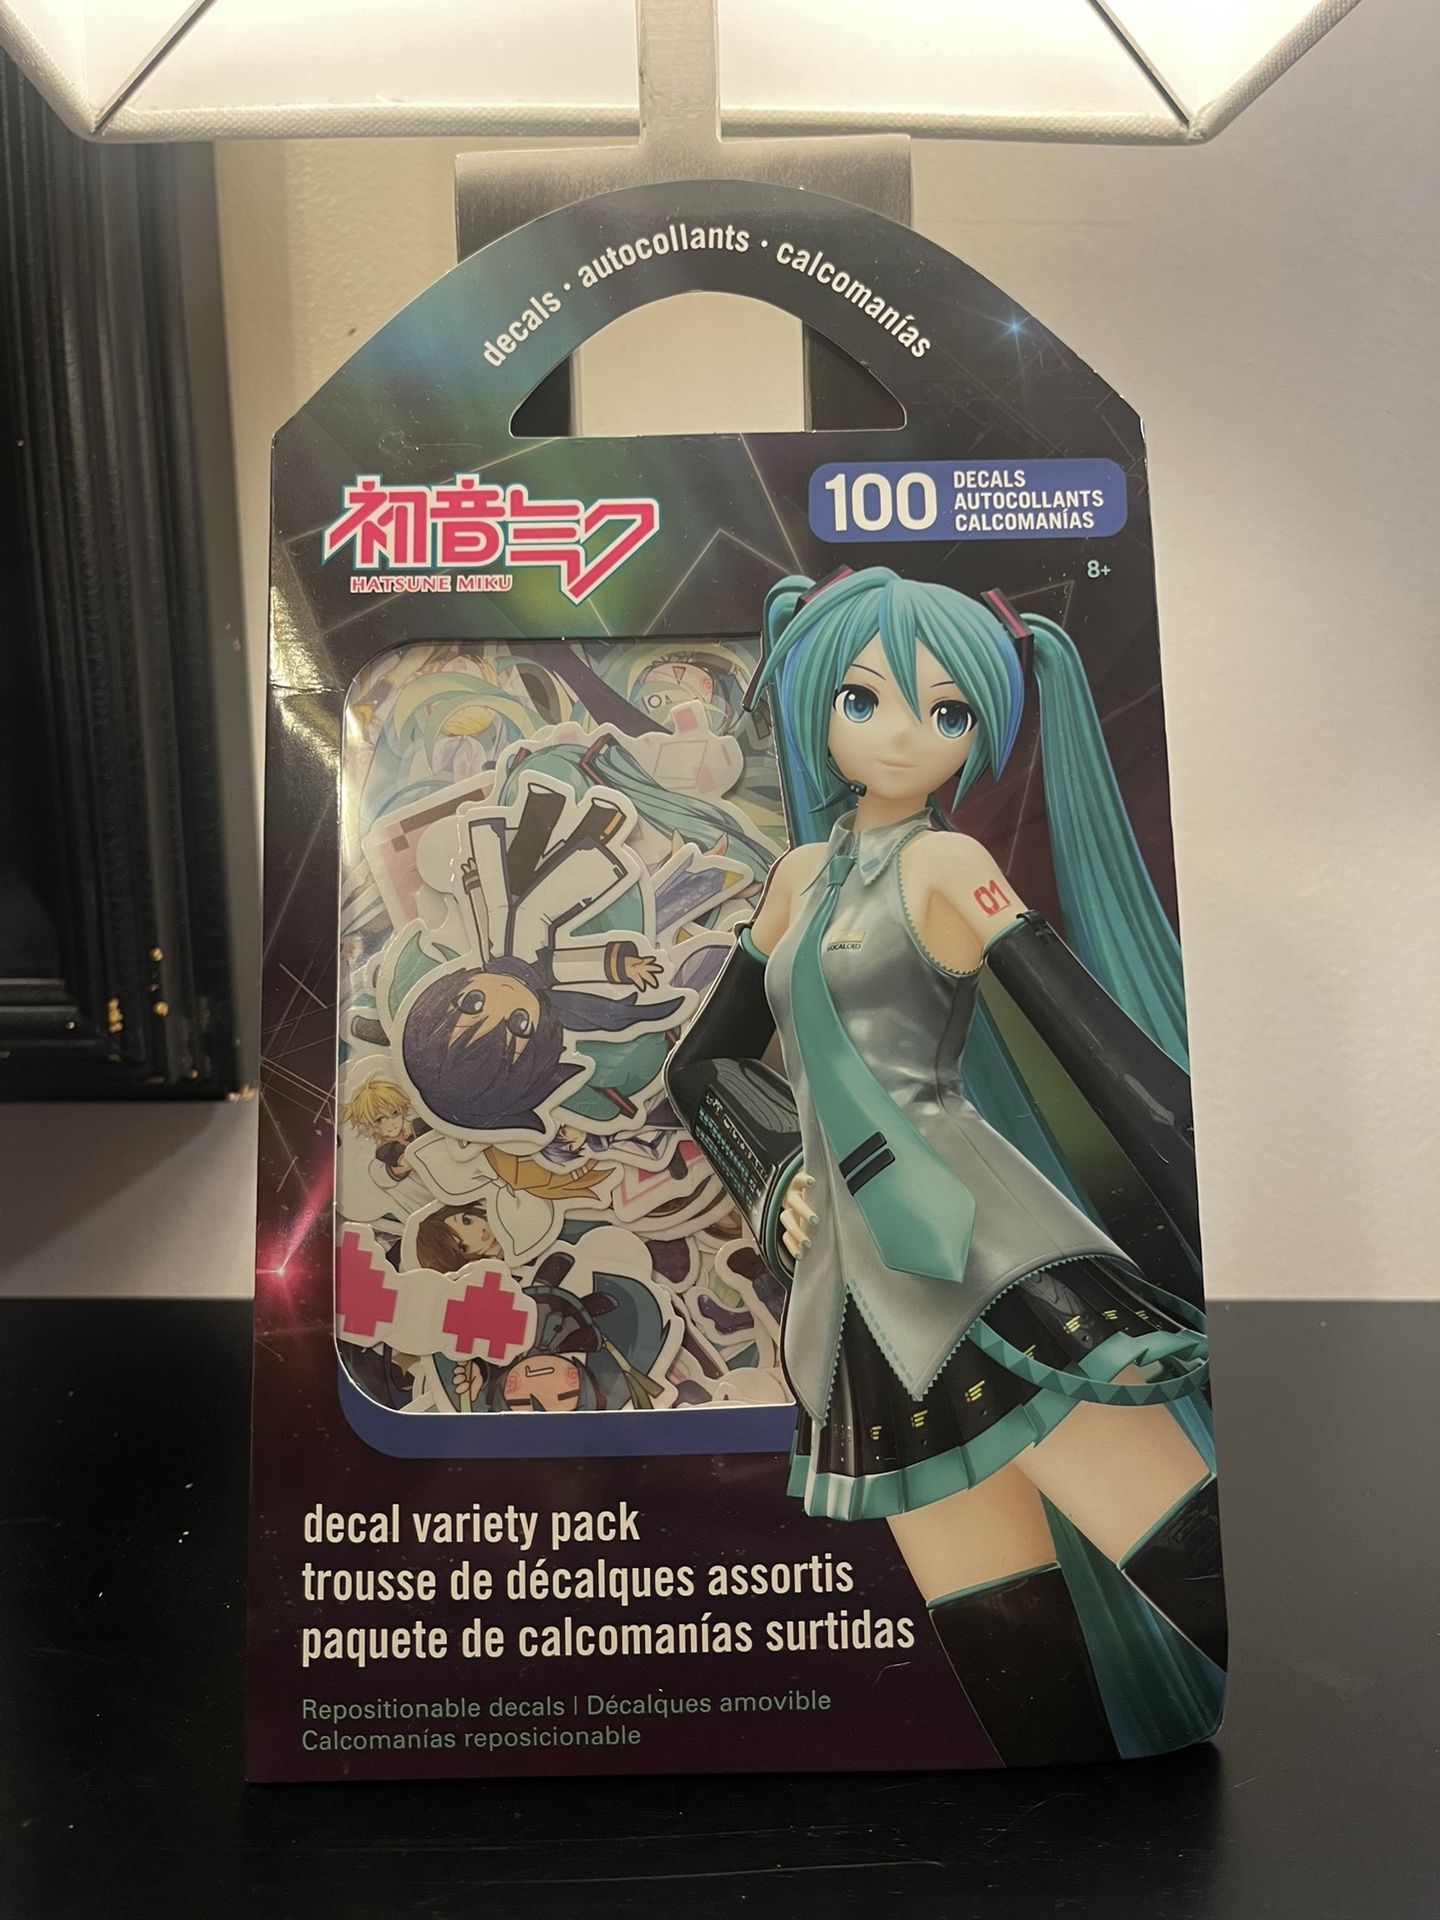 decals · autocollants · calcomanías
初音ミク
HATSUNE MIKU
100
DECALS
AUTOCOLLANTS
CALCOMANÍAS
8+
01
VOCALOID
decal variety pack
trousse de décalques assortis
paquete de calcomanías surtidas
Repositionable decals | Décalques amovible
Calcomanías reposicionable